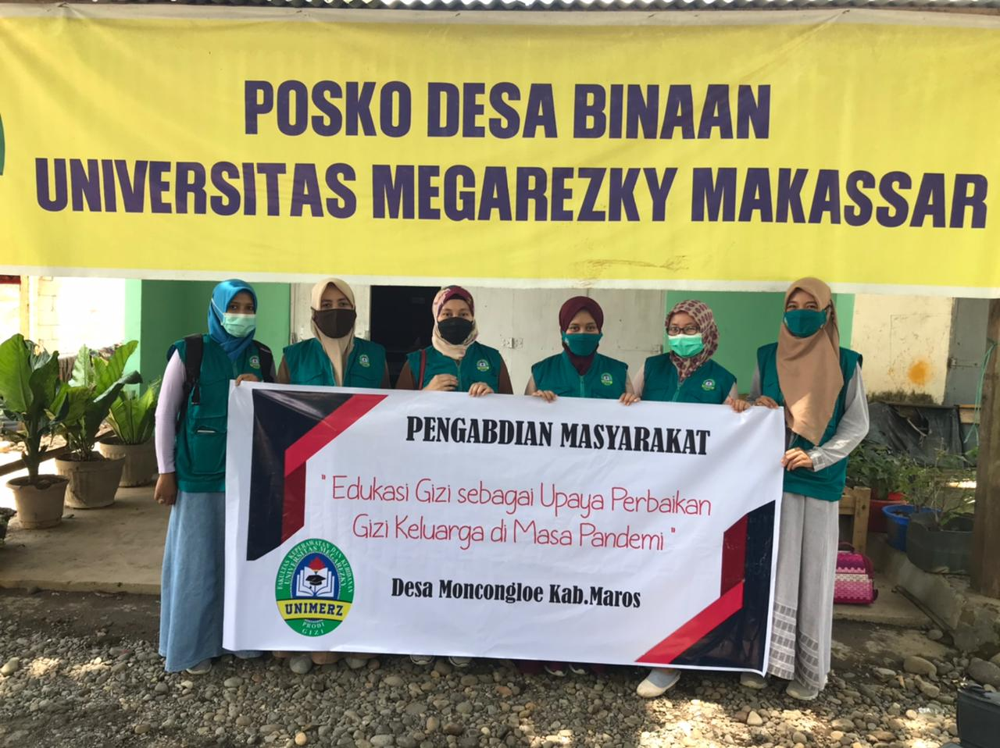 POSKO DESA BINAAN
UNIVERSITAS MEGAREZKY MAKASSAR
PENGABDIAN MASYARAKAT
" Edukasi Gizi sebagai Upaya Perbaikan
Gizi Keluarga di Masa Pandemi "
FAKULTAS KEPERAWATAN DAN KEBIDANAN
UNIVERSITAS MEGAREZKY
UNIMERZ
PRODI
GIZI
Desa Moncongloe Kab.Maros